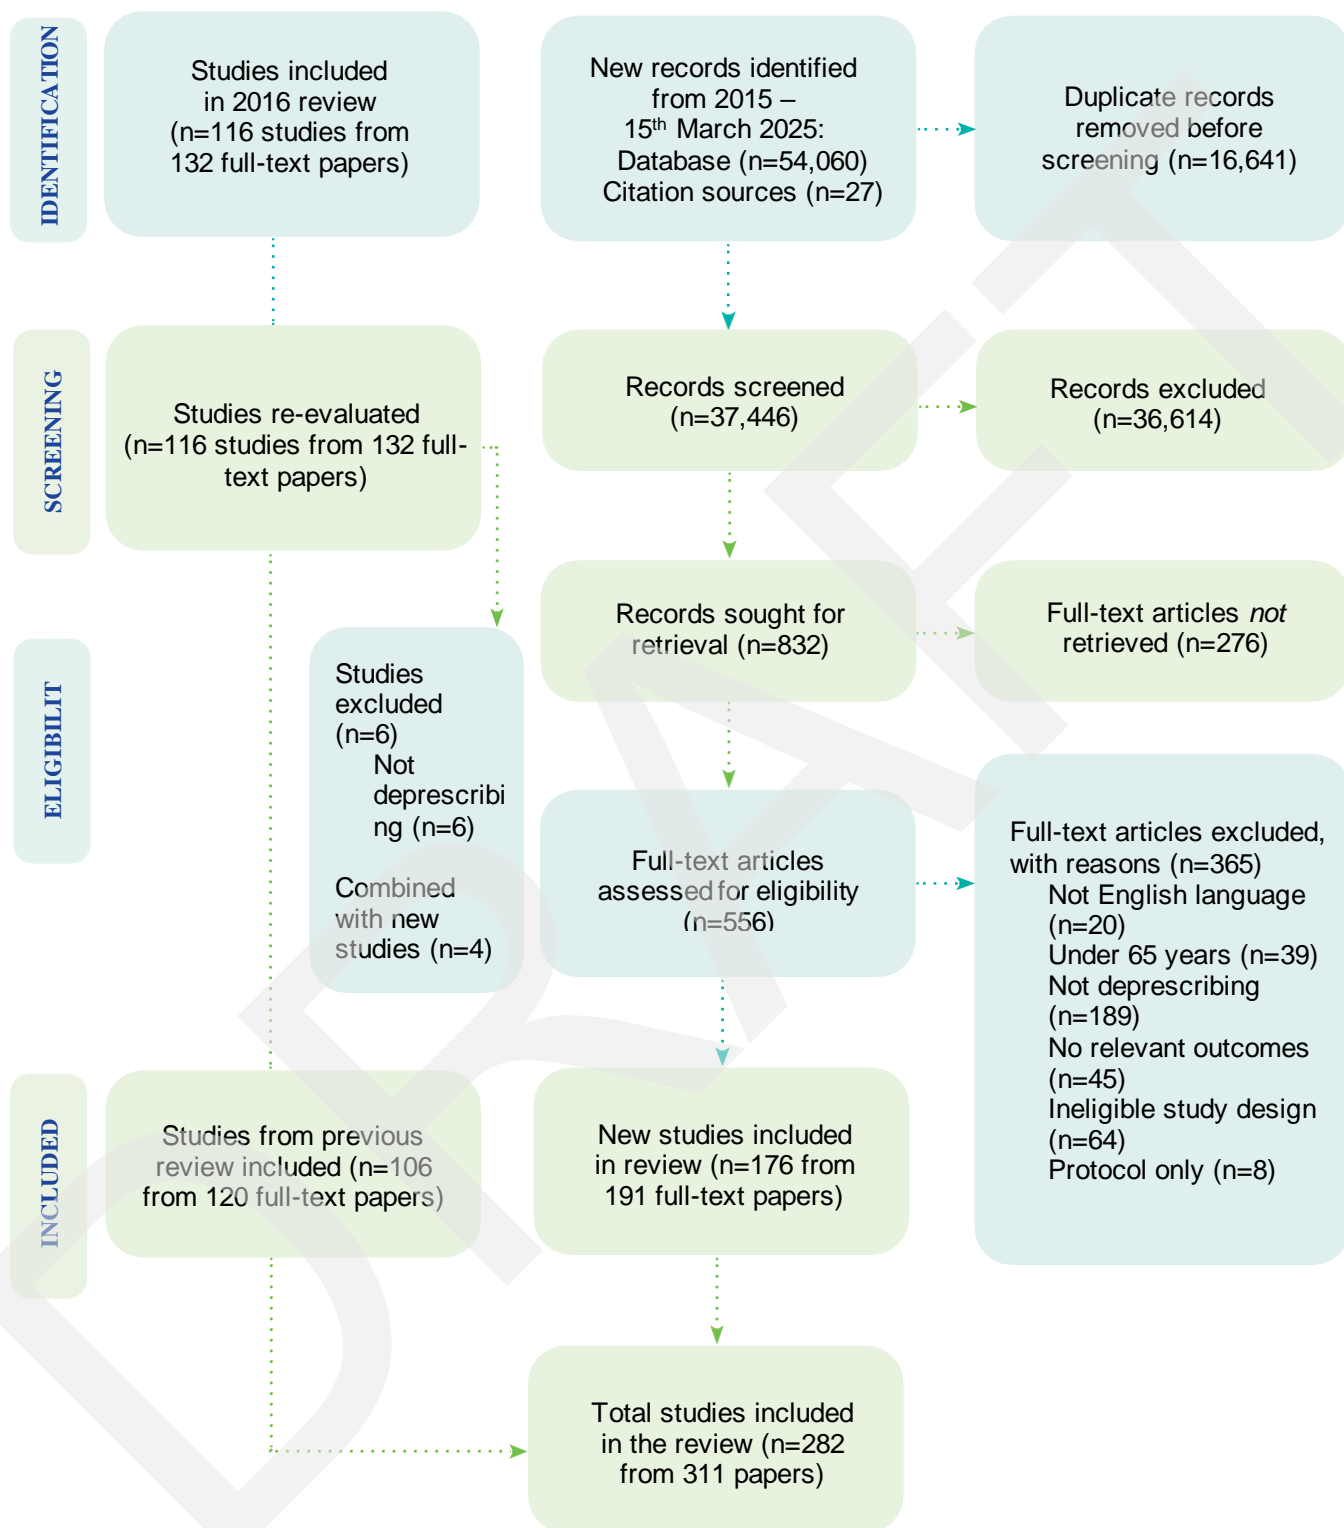 IDENTIFICATION
Studies included
in 2016 review
(n=116 studies from
132 full-text papers)
New records identified
from 2015 –
15th March 2025:
Database (n=54,060)
Citation sources (n=27)
Duplicate records
removed before
screening (n=16,641)
SCREENING
Studies re-evaluated
(n=116 studies from 132 full-
text papers)
Records screened
(n=37,446)
Records excluded
(n=36,614)
Records sought for
retrieval (n=832)
Full-text articles not
retrieved (n=276)
ELIGIBILIT
Studies
excluded
(n=6)
Not
deprescribi
ng (n=6)
Combined
with new
studies (n=4)
Full-text articles
assessed for eligibility
(n=556)
Full-text articles excluded,
with reasons (n=365)
Not English language
(n=20)
Under 65 years (n=39)
Not deprescribing
(n=189)
No relevant outcomes
(n=45)
Ineligible study design
(n=64)
Protocol only (n=8)
INCLUDED
Studies from previous
review included (n=106
from 120 full-text papers)
New studies included
in review (n=176 from
191 full-text papers)
Total studies included
in the review (n=282
from 311 papers)
DRAFT